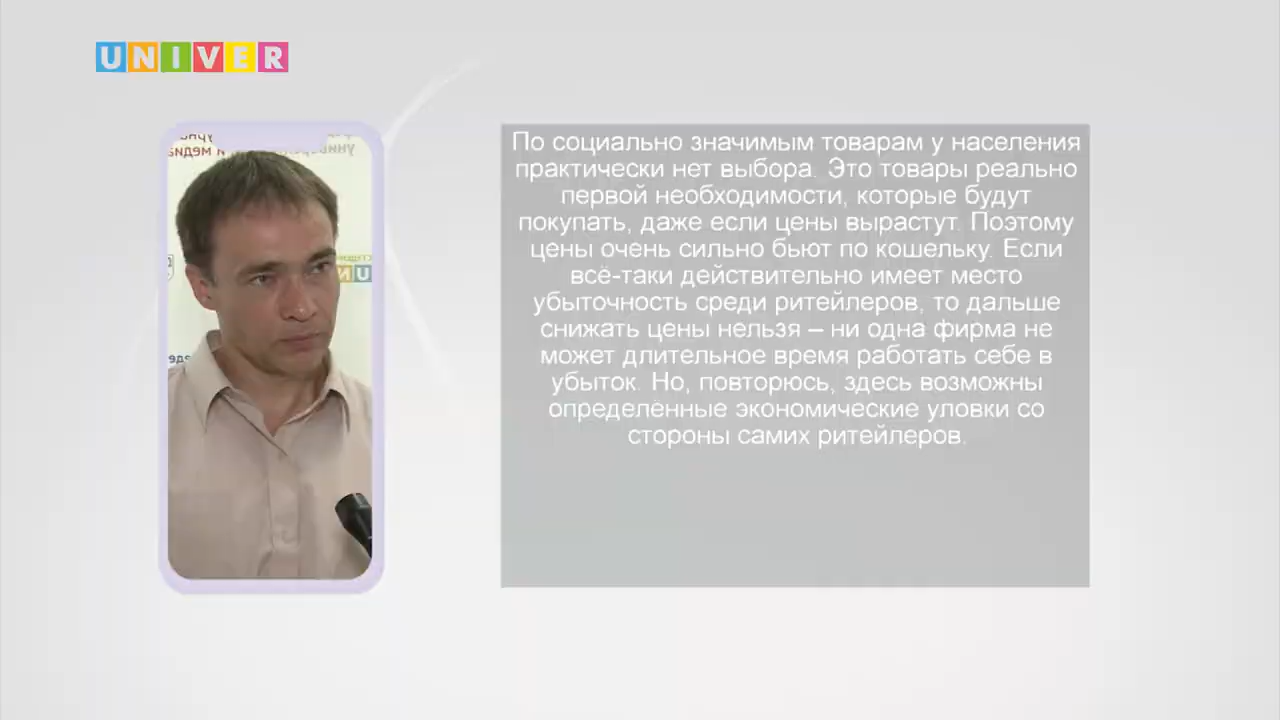 UNIVER
По социально значимым товарам у населения
практически нет выбора. Это товары реально
первой необходимости, которые будут
покупать, даже если цены вырастут. Поэтому
цены очень сильно бьют по кошельку. Если
всё-таки действительно имеет место
убыточность среди ритейлеров, то дальше
снижать цены нельзя – ни одна фирма не
может длительное время работать себе в
убыток. Но, повторюсь, здесь возможны
определённые экономические уловки со
стороны самих ритейлеров.